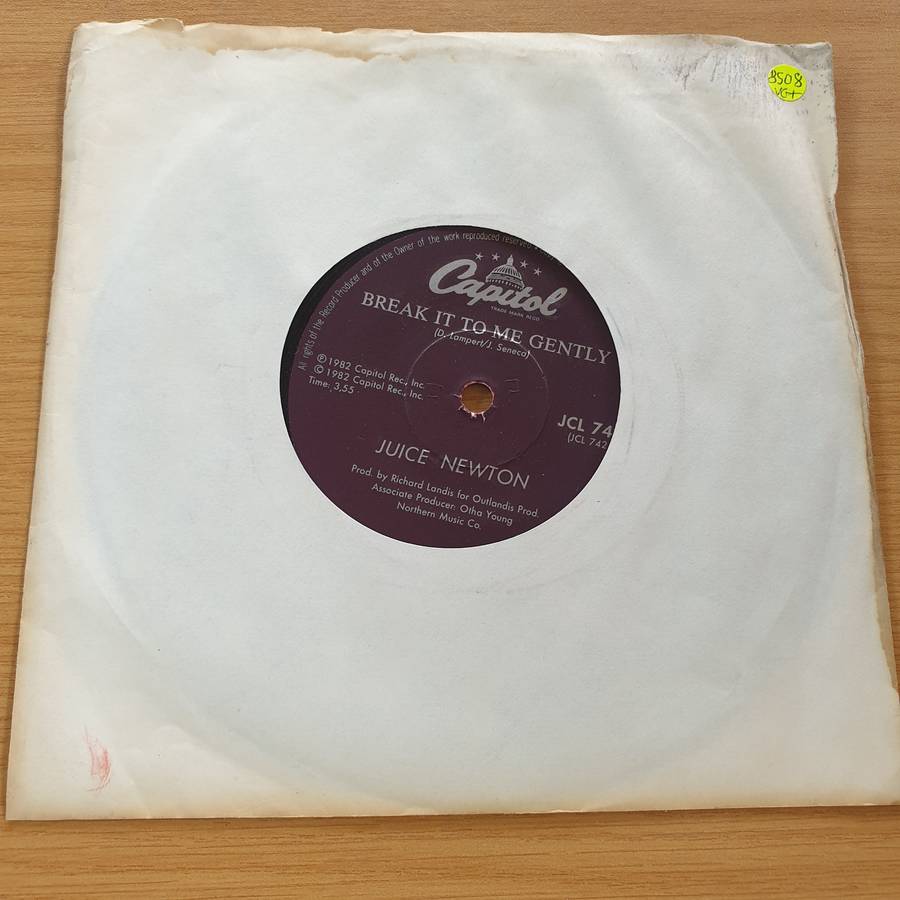 8508
VG+
All rights of the Record Producer and of the Owner of the work reproduced reserved
Capitol
TRADE MARK REGD
BREAK IT TO ME GENTLY
(D. Lampert/J. Seneca)
℗ 1982 Capitol Rec., Inc.
© 1982 Capitol Rec., Inc.
Time: 3,55
JCL 74
(JCL 742
JUICE NEWTON
Prod. by Richard Landis for Outlandis Prod.
Associate Producer: Otha Young
Northern Music Co.